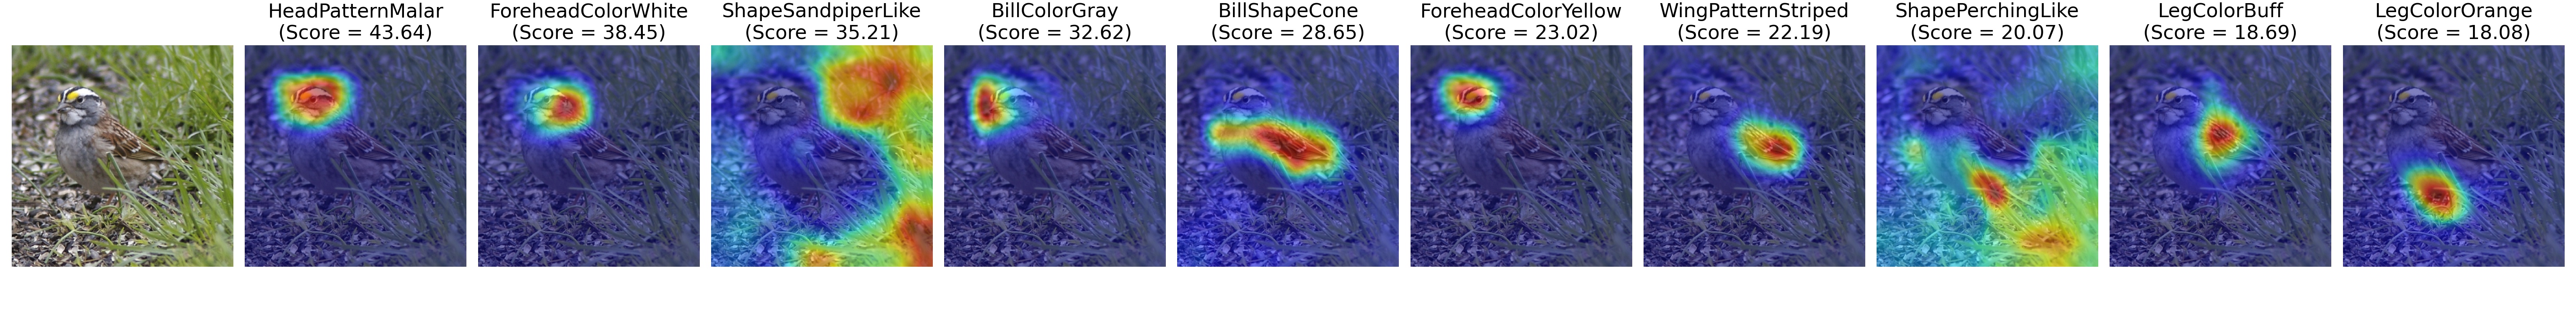 HeadPatternMalar
(Score = 43.64)
ForeheadColorWhite
(Score = 38.45)
ShapeSandpiperLike
(Score = 35.21)
BillColorGray
(Score = 32.62)
BillShapeCone
(Score = 28.65)
ForeheadColorYellow
(Score = 23.02)
WingPatternStriped
(Score = 22.19)
ShapePerchingLike
(Score = 20.07)
LegColorBuff
(Score = 18.69)
LegColorOrange
(Score = 18.08)